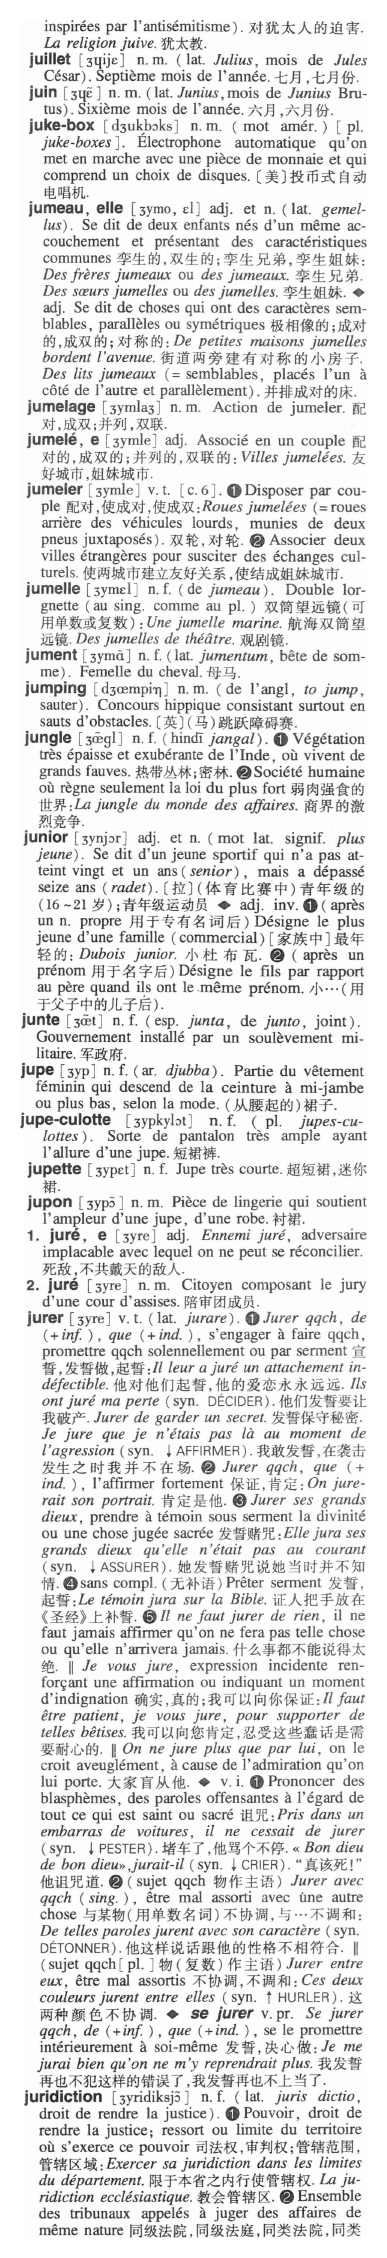 inspirées par l'antisémitisme). 对犹太人的迫害.
La religion juive. 犹太教.
juillet [ʒɥijɛ] n. m. (lat. Julius, mois de Jules
César). Septième mois de l'année. 七月,七月份.
juin [ʒɥɛ̃] n. m. (lat. Junius, mois de Junius Bru-
tus). Sixième mois de l'année. 六月,六月份.
juke-box [dʒukbɔks] n. m. ( mot amér. ) [ pl.
juke-boxes ]. Électrophone automatique qu'on
met en marche avec une pièce de monnaie et qui
comprend un choix de disques. 〔美〕投币式自动
电唱机.
jumeau, elle [ʒymo, ɛl] adj. et n. ( lat. gemel-
lus). Se dit de deux enfants nés d'un même ac-
couchement et présentant des caractéristiques
communes 孪生的,双生的;孪生兄弟,孪生姐妹:
Des frères jumeaux ou des jumeaux. 孪生兄弟.
Des sœurs jumelles ou des jumelles. 孪生姐妹. ◆
adj. Se dit de choses qui ont des caractères sem-
blables, parallèles ou symétriques 极相像的;成对
的,成双的; 对称的: De petites maisons jumelles
bordent l'avenue. 街道两旁建有对称的小房子.
Des lits jumeaux (= semblables, placés l'un à
côté de l'autre et parallèlement). 并排成对的床.
jumelage [ʒymlaʒ] n. m. Action de jumeler. 配
对,成双;并列,双联.
jumelé, e [ʒymle] adj. Associé en un couple 配
对的,成双的;并列的,双联的: Villes jumelées. 友
好城市,姐妹城市.
jumeler [ʒymle] v. t. [c. 6]. ❶ Disposer par cou-
ple 配对,使成对,使成双: Roues jumelées (= roues
arrière des véhicules lourds, munies de deux
pneus juxtaposés). 双轮,对轮. ❷ Associer deux
villes étrangères pour susciter des échanges cul-
turels. 使两城市建立友好关系,使结成姐妹城市.
jumelle [ʒymɛl] n. f. ( de jumeau ). Double lor-
gnette ( au sing. comme au pl. ) 双筒望远镜(可
用单数或复数): Une jumelle marine. 航海双筒望
远镜. Des jumelles de théâtre. 观剧镜.
jument [ʒymɑ̃] n. f. (lat. jumentum, bête de som-
me). Femelle du cheval. 母马.
jumping [dʒœmpiŋ] n. m. ( de l'angl, to jump,
sauter). Concours hippique consistant surtout en
sauts d'obstacles. [英](马)跳跃障碍赛.
jungle [ʒœ̃gl] n. f. (hindī jangal). ❶ Végétation
très épaisse et exubérante de l'Inde, où vivent de
grands fauves. 热带丛林;密林. ❷ Société humaine
où règne seulement la loi du plus fort 弱肉强食的
世界: La jungle du monde des affaires. 商界的激
烈竞争.
junior [ʒynjɔr] adj. et n. ( mot lat. signif. plus
jeune). Se dit d'un jeune sportif qui n'a pas at-
teint vingt et un ans ( senior ), mais a dépassé
seize ans (radet). [拉](体育比赛中)青年级的
(16～21岁);青年级运动员 ◆ adj. inv. ❶ ( après
un n. propre 用于专有名词后) Désigne le plus
jeune d'une famille (commercial) [家族中]最年
轻的: Dubois junior. 小杜布瓦. ❷ ( après un
prénom 用于名字后) Désigne le fils par rapport
au père quand ils ont le même prénom. 小…(用
于父子中的儿子后).
junte [ʒœ̃t] n. f. (esp. junta, de junto, joint).
Gouvernement installé par un soulèvement mi-
litaire. 军政府.
jupe [ʒyp] n. f. (ar. djubba). Partie du vêtement
féminin qui descend de la ceinture à mi-jambe
ou plus bas, selon la mode. (从腰起的)裙子.
jupe-culotte [ʒypkylɔt] n. f. ( pl. jupes-cu-
lottes ). Sorte de pantalon très ample ayant
l'allure d'une jupe. 短裙裤.
jupette [ʒypɛt] n. f. Jupe très courte. 超短裙,迷你
裙.
jupon [ʒypɔ̃] n. m. Pièce de lingerie qui soutient
l'ampleur d'une jupe, d'une robe. 衬裙.
1. juré, e [ʒyre] adj. Ennemi juré, adversaire
implacable avec lequel on ne peut se réconcilier.
死敌,不共戴天的敌人.
2. juré [ʒyre] n. m. Citoyen composant le jury
d'une cour d'assises. 陪审团成员.
jurer [ʒyre] v. t. (lat. jurare). ❶ Jurer qqch, de
(+ inf. ), que ( + ind. ), s'engager à faire qqch,
promettre qqch solennellement ou par serment 宣
誓,发誓做,起誓: Il leur a juré un attachement in-
défectible. 他对他们起誓,他的爱恋永永远远. Ils
ont juré ma perte (syn. DÉCIDER). 他们发誓要让
我破产. Jurer de garder un secret. 发誓保守秘密.
Je jure que je n'étais pas là au moment de
l'agression (syn. ↓AFFIRMER). 我敢发誓,在袭击
发生之时我并不在场. ❷ Jurer qqch, que ( +
ind. ), l'affirmer fortement 保证,肯定: On jure-
rait son portrait. 肯定是他. ❸ Jurer ses grands
dieux, prendre à témoin sous serment la divinité
ou une chose jugée sacrée 发誓赌咒: Elle jura ses
grands dieux qu'elle n'était pas au courant
(syn. ↓ASSURER). 她发誓赌咒说她当时并不知
情. ❹ sans compl. (无补语) Prêter serment 发誓,
起誓: Le témoin jura sur la Bible. 证人把手放在
《圣经》上补誓. ❺ Il ne faut jurer de rien, il ne
faut jamais affirmer qu'on ne fera pas telle chose
ou qu'elle n'arrivera jamais. 什么事都不能说得太
绝. ‖ Je vous jure, expression incidente ren-
forçant une affirmation ou indiquant un moment
d'indignation 确实,真的;我可以向你保证: Il faut
être patient, je vous jure, pour supporter de
telles bêtises. 我可以向您肯定,忍受这些蠢话是需
要耐心的. ‖ On ne jure plus que par lui, on le
croit aveuglément, à cause de l'admiration qu'on
lui porte. 大家盲从他. ◆ v. i. ❶ Prononcer des
blasphèmes, des paroles offensantes à l'égard de
tout ce qui est saint ou sacré 诅咒: Pris dans un
embarras de voitures, il ne cessait de jurer
(syn. ↓PESTER). 堵车了,他骂个不停. « Bon dieu
de bon dieu», jurait-il (syn. ↓CRIER). “真该死!”
他诅咒道. ❷ (sujet qqch 物作主语) Jurer avec
qqch ( sing. ), être mal assorti avec une autre
chose 与某物(用单数名词)不协调,与…不调和:
De telles paroles jurent avec son caractère (syn.
DÉTONNER). 他这样说话跟他的性格不相符合. ‖
(sujet qqch [ pl. ] 物(复数)作主语) Jurer entre
eux, être mal assortis 不协调,不调和: Ces deux
couleurs jurent entre elles (syn. ↑HURLER). 这
两种颜色不协调. ◆ se jurer v. pr. Se jurer
qqch, de (+ inf. ), que ( + ind. ), se le promettre
intérieurement à soi-même 发誓,决心做: Je me
jurai bien qu'on ne m'y reprendrait plus. 我发誓
再也不犯这样的错误了,我发誓再也不上当了.
juridiction [ʒyridiksjɔ̃] n. f. ( lat. juris dictio,
droit de rendre la justice). ❶ Pouvoir, droit de
rendre la justice; ressort ou limite du territoire
où s'exerce ce pouvoir 司法权,审判权;管辖范围,
管辖区域: Exercer sa juridiction dans les limites
du département. 限于本省之内行使管辖权. La ju-
ridiction ecclésiastique. 教会管辖区. ❷ Ensemble
des tribunaux appelés à juger des affaires de
même nature 同级法院,同级法庭,同类法院,同类